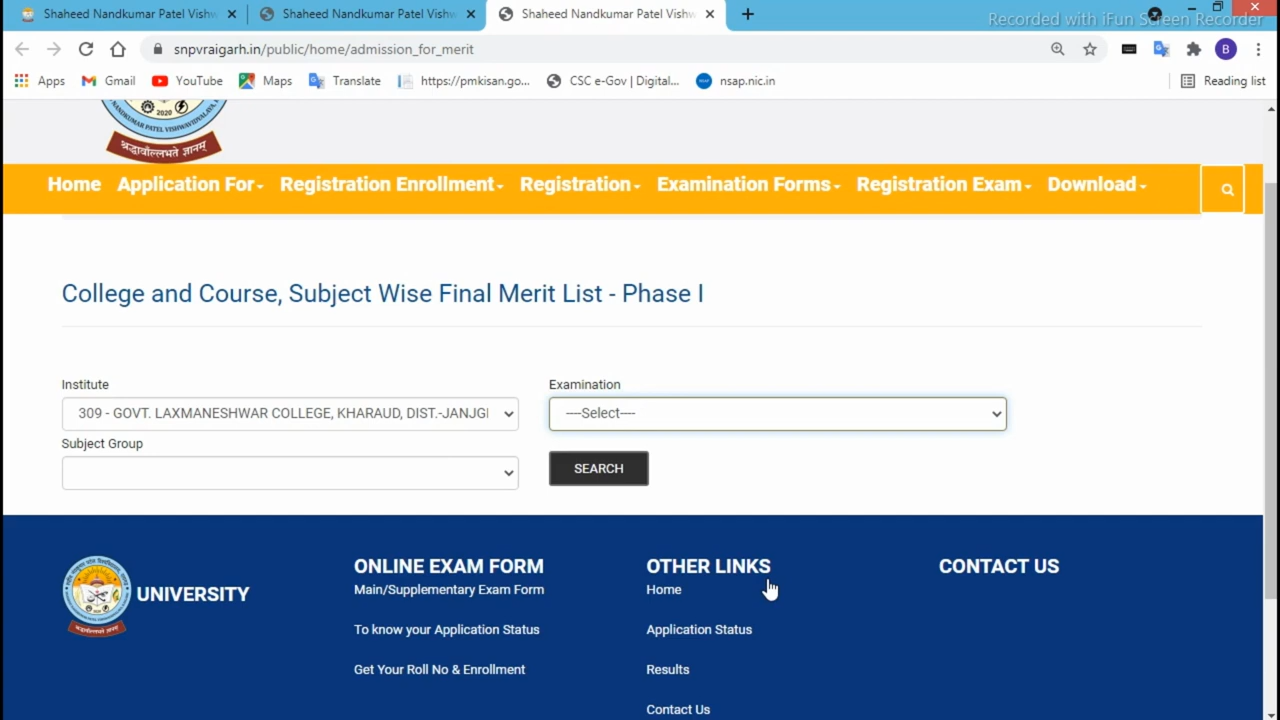 Shaheed Nandkumar Patel Vishw
Shaheed Nandkumar Patel Vishw
Shaheed Nandkumar Patel Vishw
Recorded with iFun Screen Recorder
snpvraigarh.in/public/home/admission_for_merit
B
Apps
Gmail
YouTube
Maps
Translate
https://pmkisan.go...
CSC e-Gov | Digital...
nsap.nic.in
Reading list
2020
श्रद्धावाँल्लभते ज्ञानम्
Home
Application For
Registration Enrollment
Registration
Examination Forms
Registration Exam
Download
College and Course, Subject Wise Final Merit List - Phase I
Institute
Examination
309 - GOVT. LAXMANESHWAR COLLEGE, KHARAUD, DIST.-JANJGI
----Select----
Subject Group
SEARCH
UNIVERSITY
ONLINE EXAM FORM
OTHER LINKS
CONTACT US
Main/Supplementary Exam Form
Home
To know your Application Status
Application Status
Get Your Roll No & Enrollment
Results
Contact Us